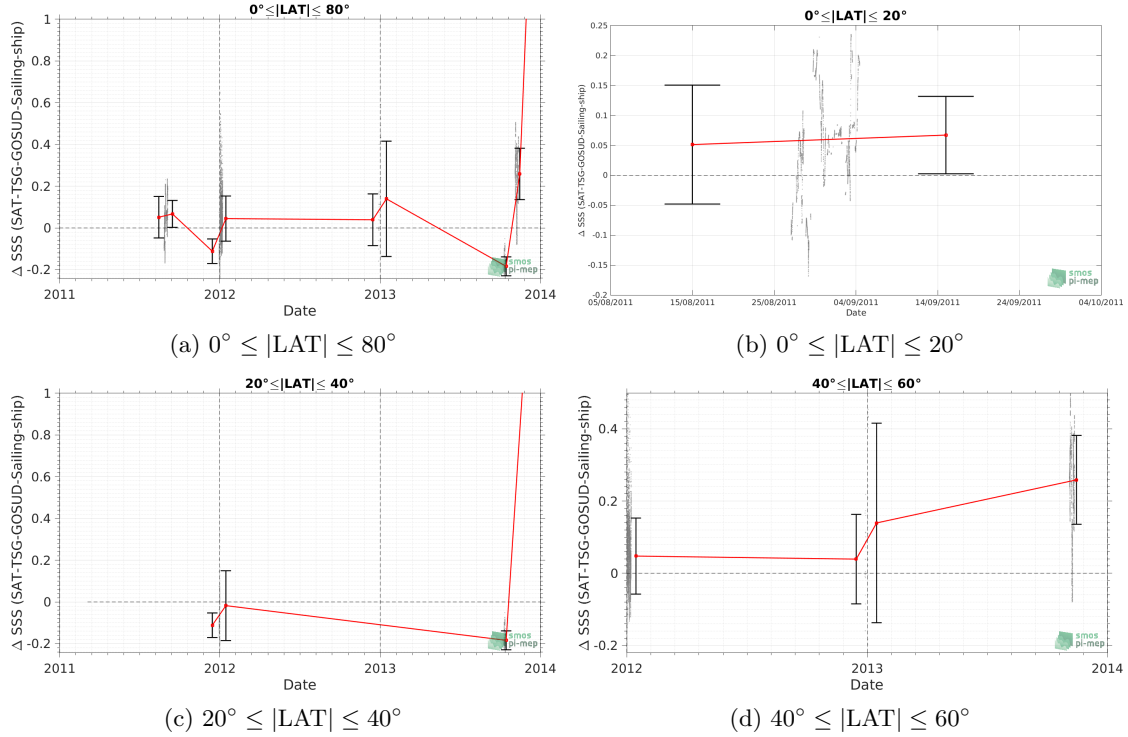 0°≤|LAT|≤ 80°
Δ SSS (SAT-TSG-GOSUD-Sailing-ship)
1
0.8
0.6
0.4
0.2
0
-0.2
2011
2012
2013
2014
Date
smos
pi-mep
(a) 0° ≤ |LAT| ≤ 80°
0°≤|LAT|≤ 20°
Δ SSS (SAT-TSG-GOSUD-Sailing-ship)
0.25
0.2
0.15
0.1
0.05
0
-0.05
-0.1
-0.15
-0.2
05/08/2011
15/08/2011
25/08/2011
04/09/2011
14/09/2011
24/09/2011
04/10/2011
Date
smos
pi-mep
(b) 0° ≤ |LAT| ≤ 20°
20°≤|LAT|≤ 40°
Δ SSS (SAT-TSG-GOSUD-Sailing-ship)
1
0.8
0.6
0.4
0.2
0
-0.2
2011
2012
2013
2014
Date
smos
pi-mep
(c) 20° ≤ |LAT| ≤ 40°
40°≤|LAT|≤ 60°
Δ SSS (SAT-TSG-GOSUD-Sailing-ship)
0.4
0.2
0
-0.2
2012
2013
2014
Date
smos
pi-mep
(d) 40° ≤ |LAT| ≤ 60°